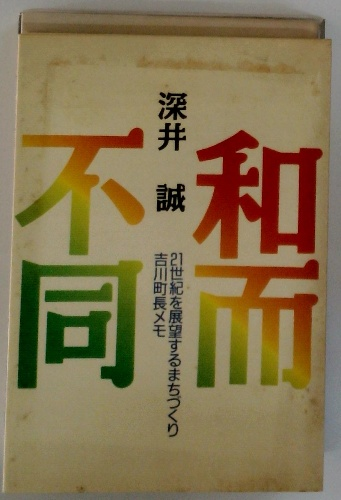 和而
不同
深井 誠
21世紀を展望するまちづくり
吉川町長メモ